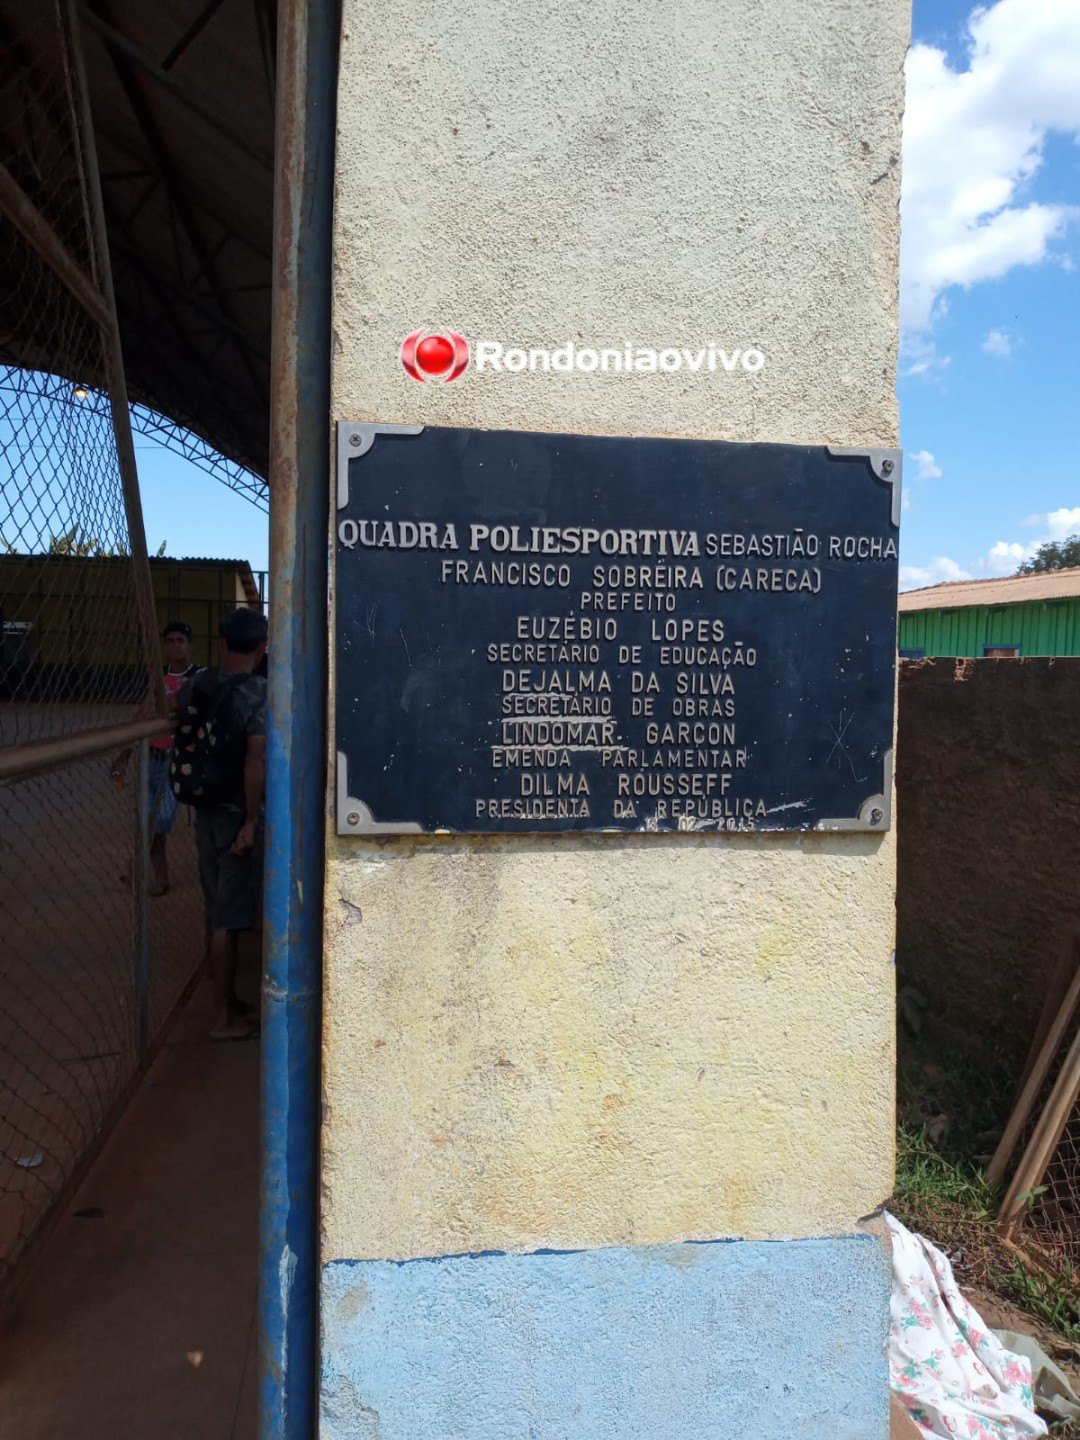 Rondoniaovivo
QUADRA POLIESPORTIVA SEBASTIÃO ROCHA
FRANCISCO SOBREIRA (CARECA)
PREFEITO
EUZÉBIO LOPES
SECRETÁRIO DE EDUCAÇÃO
DEJALMA DA SILVA
SECRETÁRIO DE OBRAS
LINDOMAR GARÇON
EMENDA PARLAMENTAR
DILMA ROUSSEFF
PRESIDENTA DA REPÚBLICA
2015